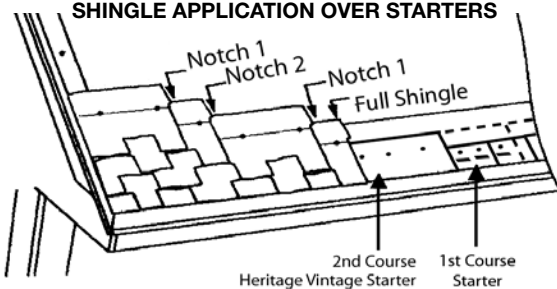 SHINGLE APPLICATION OVER STARTERS
Notch 1
Notch 2
Notch 1
Full Shingle
2nd Course
Heritage Vintage Starter
1st Course
Starter